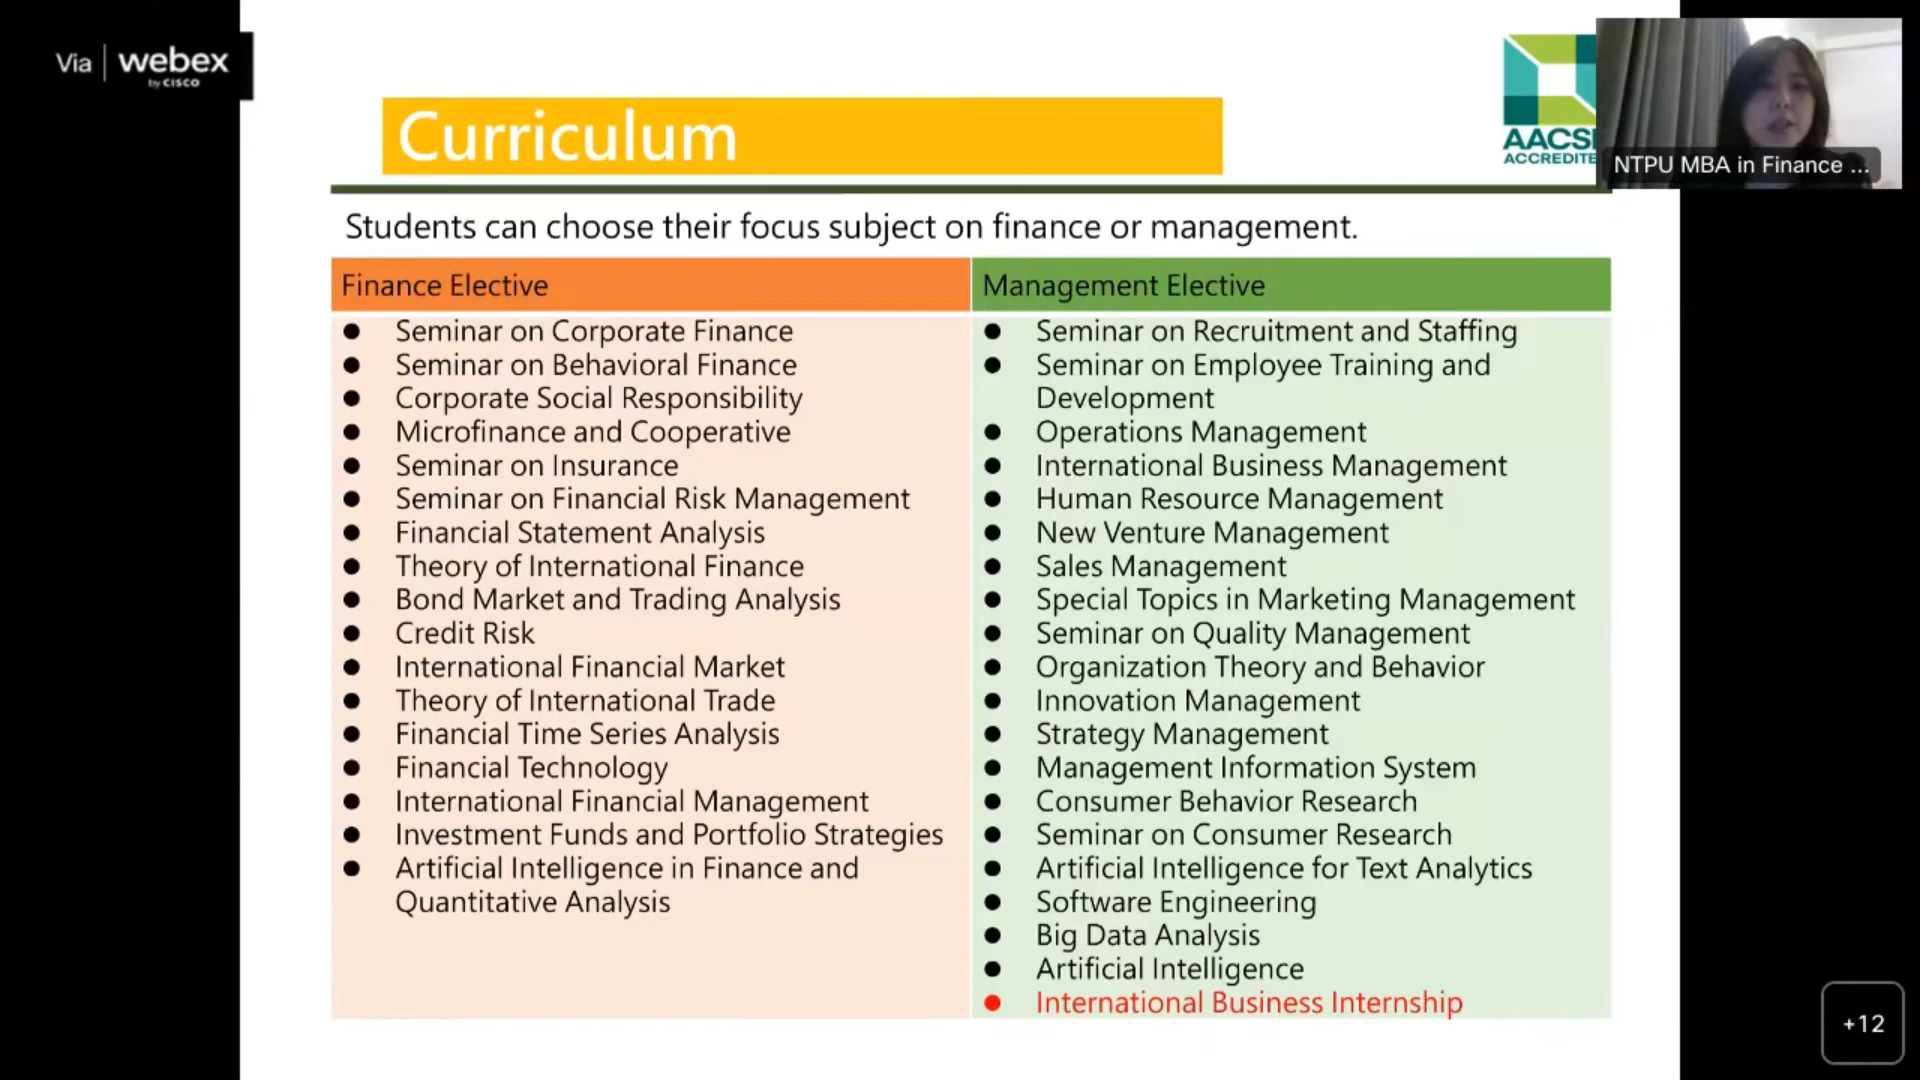 Via webex
by CISCO
Curriculum
AACSB
ACCREDITE
NTPU MBA in Finance ...
Students can choose their focus subject on finance or management.
Finance Elective
● Seminar on Corporate Finance
● Seminar on Behavioral Finance
● Corporate Social Responsibility
● Microfinance and Cooperative
● Seminar on Insurance
● Seminar on Financial Risk Management
● Financial Statement Analysis
● Theory of International Finance
● Bond Market and Trading Analysis
● Credit Risk
● International Financial Market
● Theory of International Trade
● Financial Time Series Analysis
● Financial Technology
● International Financial Management
● Investment Funds and Portfolio Strategies
● Artificial Intelligence in Finance and
Quantitative Analysis
Management Elective
● Seminar on Recruitment and Staffing
● Seminar on Employee Training and
Development
● Operations Management
● International Business Management
● Human Resource Management
● New Venture Management
● Sales Management
● Special Topics in Marketing Management
● Seminar on Quality Management
● Organization Theory and Behavior
● Innovation Management
● Strategy Management
● Management Information System
● Consumer Behavior Research
● Seminar on Consumer Research
● Artificial Intelligence for Text Analytics
● Software Engineering
● Big Data Analysis
● Artificial Intelligence
● International Business Internship
+12